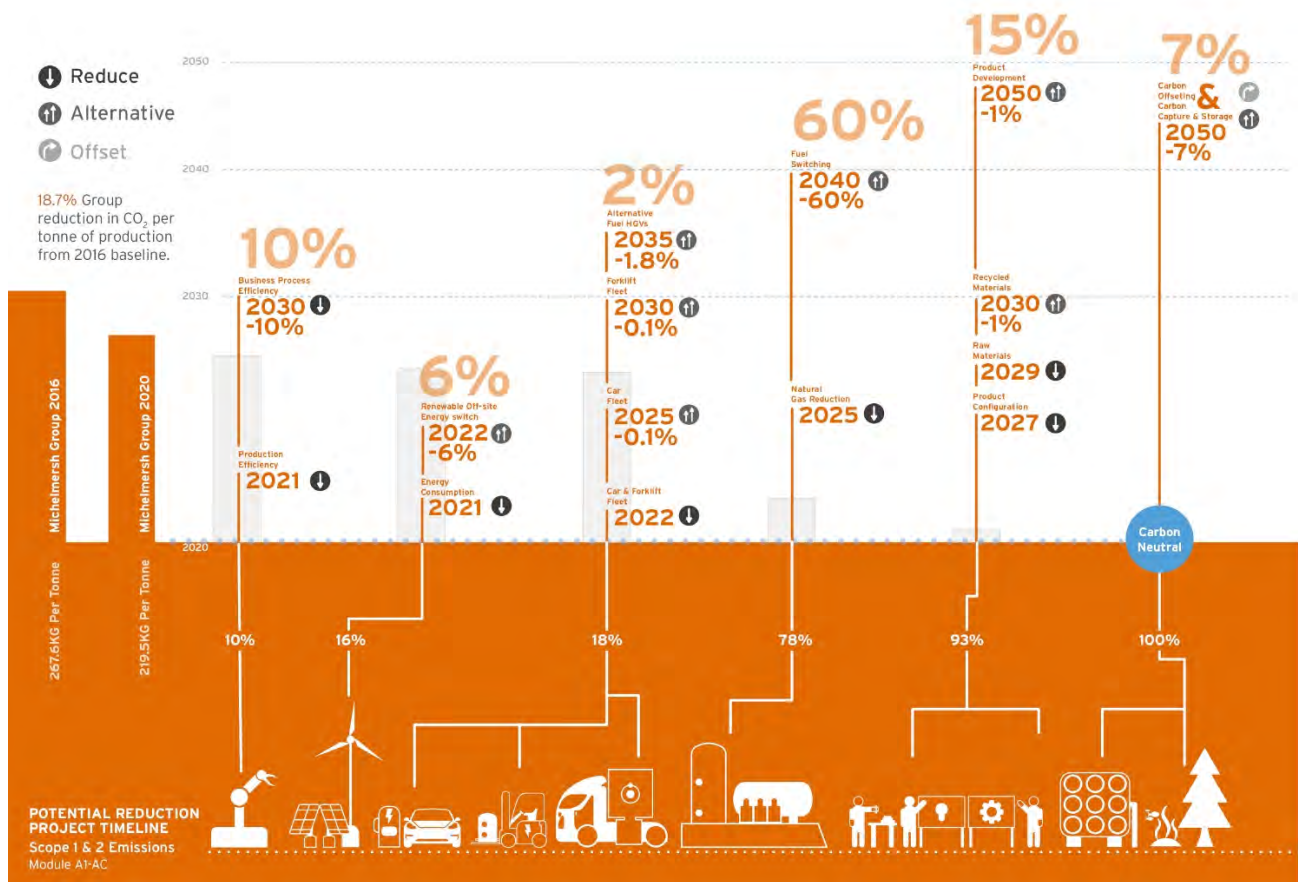 Reduce
Alternative
Offset
18.7% Group
reduction in CO₂ per
tonne of production
from 2016 baseline.
2050
2040
2030
2020
Michelmersh Group 2016
267.6KG Per Tonne
Michelmersh Group 2020
219.5KG Per Tonne
10%
Business Process
Efficiency
2030
-10%
Production
Efficiency
2021
6%
Renewable Off-site
Energy switch
2022
-6%
Energy
Consumption
2021
2%
Alternative
Fuel HGVs
2035
-1.8%
Forklift
Fleet
2030
-0.1%
Car
Fleet
2025
-0.1%
Car & Forklift
Fleet
2022
60%
Fuel
Switching
2040
-60%
Natural
Gas Reduction
2025
15%
Product
Development
2050
-1%
Recycled
Materials
2030
-1%
Raw
Materials
2029
Product
Configuration
2027
7%
Carbon
Offseting &
Carbon
Capture & Storage
2050
-7%
Carbon
Neutral
10%
16%
18%
78%
93%
100%
POTENTIAL REDUCTION
PROJECT TIMELINE
Scope 1 & 2 Emissions
Module A1-AC